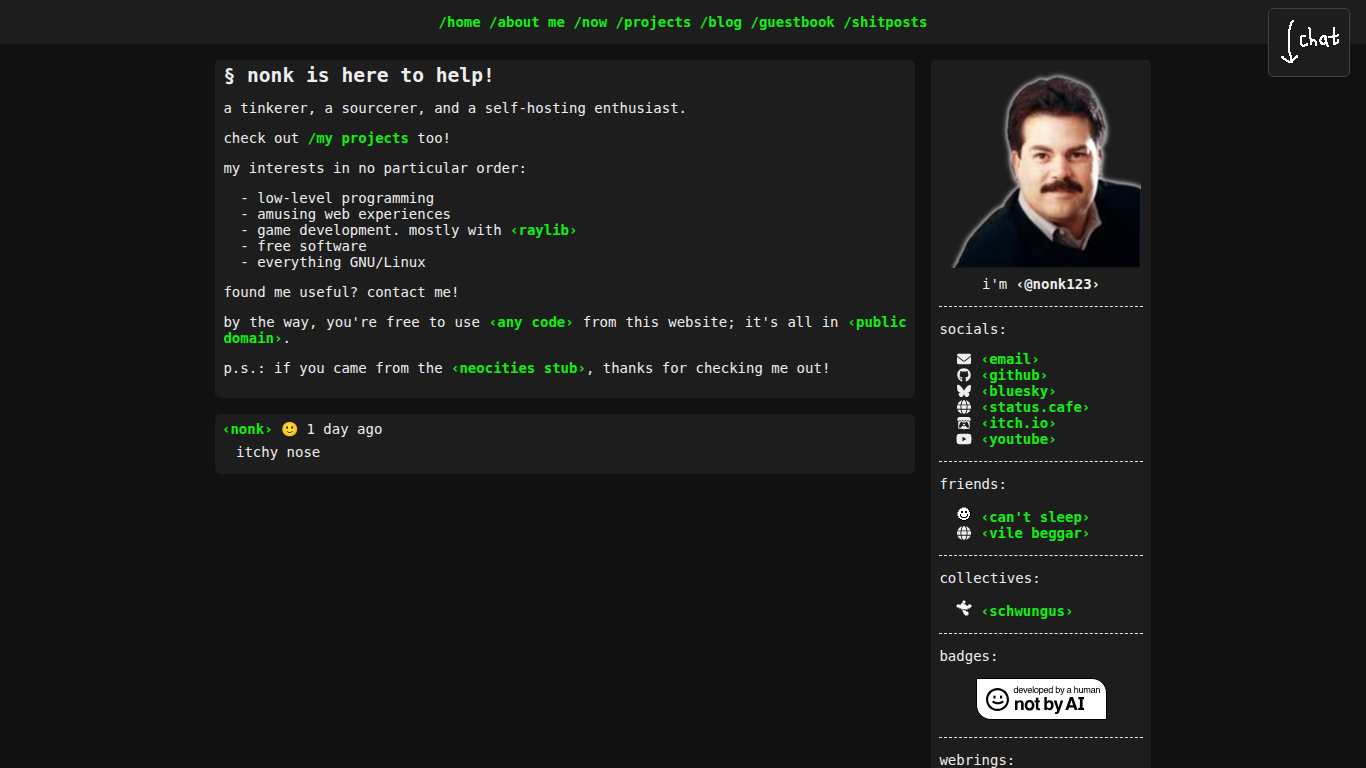 /home /about me /now /projects /blog /guestbook /shitposts
chat
§ nonk is here to help!
a tinkerer, a sourcerer, and a self-hosting enthusiast.
check out /my projects too!
my interests in no particular order:
- low-level programming
- amusing web experiences
- game development. mostly with ‹raylib›
- free software
- everything GNU/Linux
found me useful? contact me!
by the way, you're free to use ‹any code› from this website; it's all in ‹public
domain›.
p.s.: if you came from the ‹neocities stub›, thanks for checking me out!
‹nonk› 🙂 1 day ago
itchy nose
i'm ‹@nonk123›
socials:
‹email›
‹github›
‹bluesky›
‹status.cafe›
‹itch.io›
‹youtube›
friends:
‹can't sleep›
‹vile beggar›
collectives:
‹schwungus›
badges:
developed by a human
not by AI
webrings: